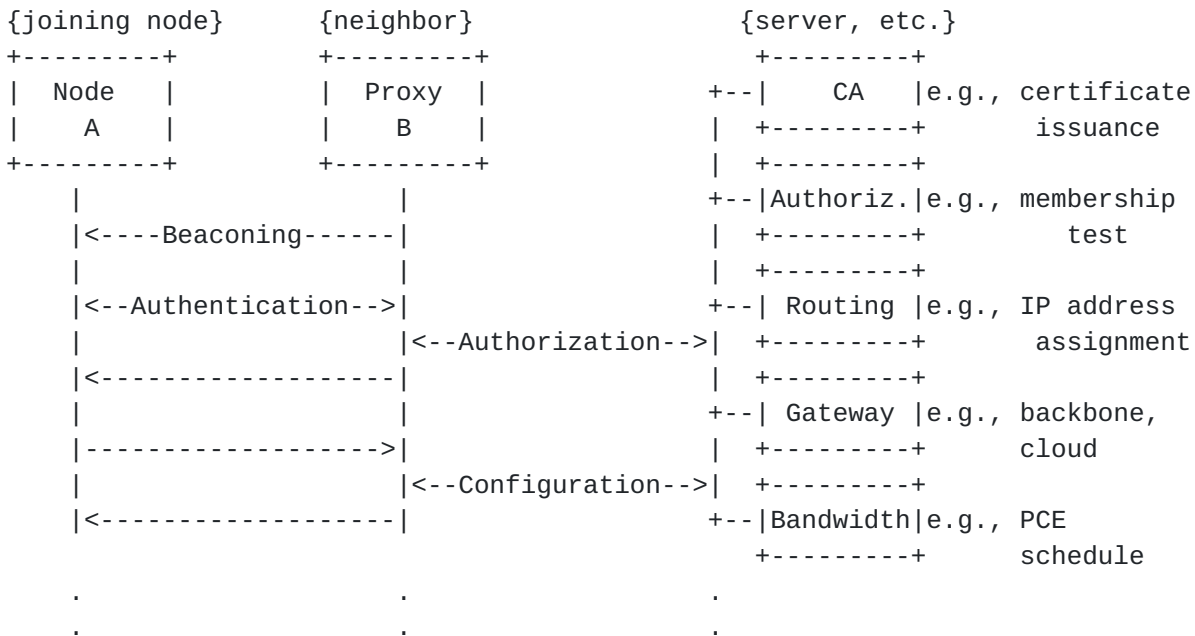 {joining node}      {neighbor}                {server, etc.}
+---------+         +---------+                +---------+
|  Node   |         |  Proxy  |             +--|    CA   |e.g., certificate
|    A    |         |    B    |             |  +---------+       issuance
+---------+         +---------+             |  +---------+
    |                   |                 +--|Authoriz.|e.g., membership
    |<----Beaconing------|                 |  +---------+         test
    |                   |                 |  +---------+
    |<--Authentication-->|                 +--| Routing |e.g., IP address
    |                   |<--Authorization-->|  +---------+       assignment
    |<-------------------|                 |  +---------+
    |                   |                 +--| Gateway |e.g., backbone,
    |------------------->|                 |  +---------+      cloud
    |                   |<--Configuration-->|  +---------+
    |<-------------------|                 +--|Bandwidth|e.g., PCE
                                            +---------+      schedule
    .                   .                 .
    .                   .                 .